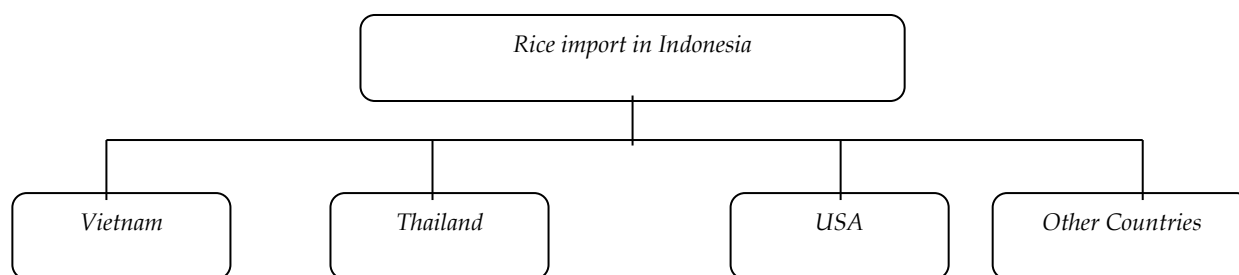 Rice import in Indonesia
Vietnam
Thailand
USA
Other Countries